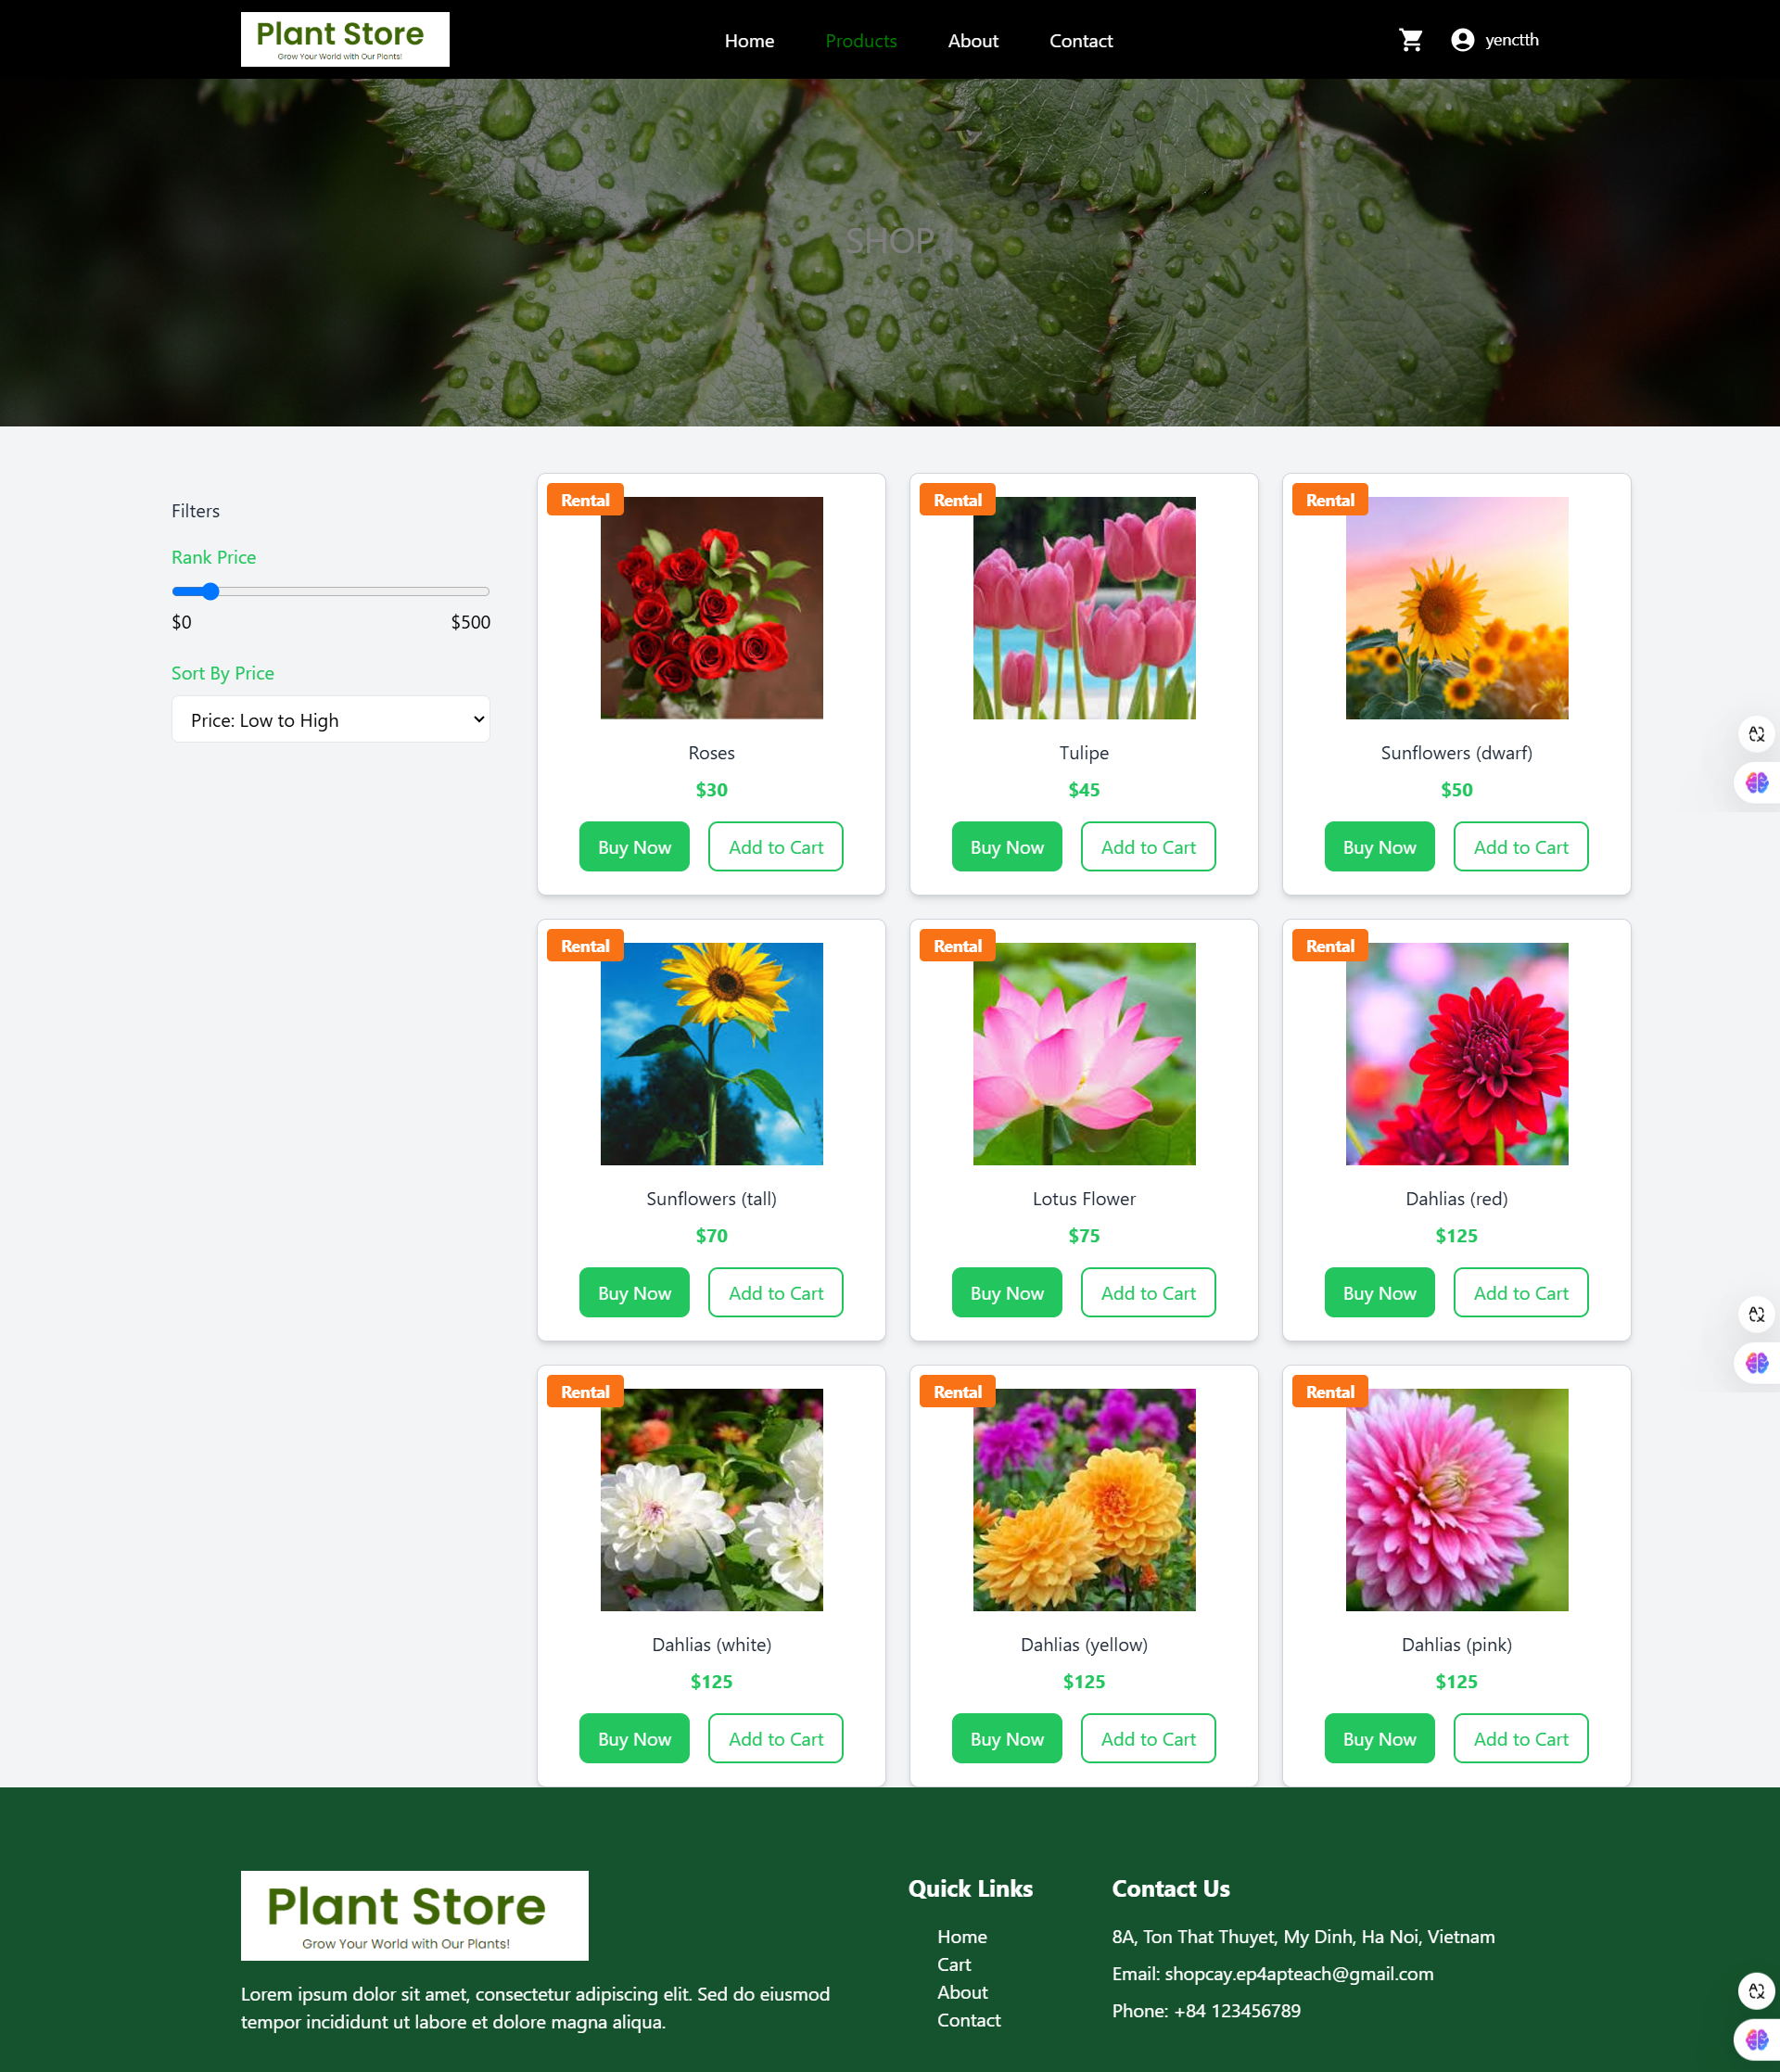 Plant Store
Grow Your World with Our Plants!
Home
Products
About
Contact
yenctth
SHOP
Filters
Rank Price
$0
$500
Sort By Price
Price: Low to High
Rental
Roses
$30
Buy Now
Add to Cart
Rental
Tulipe
$45
Buy Now
Add to Cart
Rental
Sunflowers (dwarf)
$50
Buy Now
Add to Cart
Rental
Sunflowers (tall)
$70
Buy Now
Add to Cart
Rental
Lotus Flower
$75
Buy Now
Add to Cart
Rental
Dahlias (red)
$125
Buy Now
Add to Cart
Rental
Dahlias (white)
$125
Buy Now
Add to Cart
Rental
Dahlias (yellow)
$125
Buy Now
Add to Cart
Rental
Dahlias (pink)
$125
Buy Now
Add to Cart
Plant Store
Grow Your World with Our Plants!
Lorem ipsum dolor sit amet, consectetur adipiscing elit. Sed do eiusmod
tempor incididunt ut labore et dolore magna aliqua.
Quick Links
Home
Cart
About
Contact
Contact Us
8A, Ton That Thuyet, My Dinh, Ha Noi, Vietnam
Email: shopcay.ep4apteach@gmail.com
Phone: +84 123456789